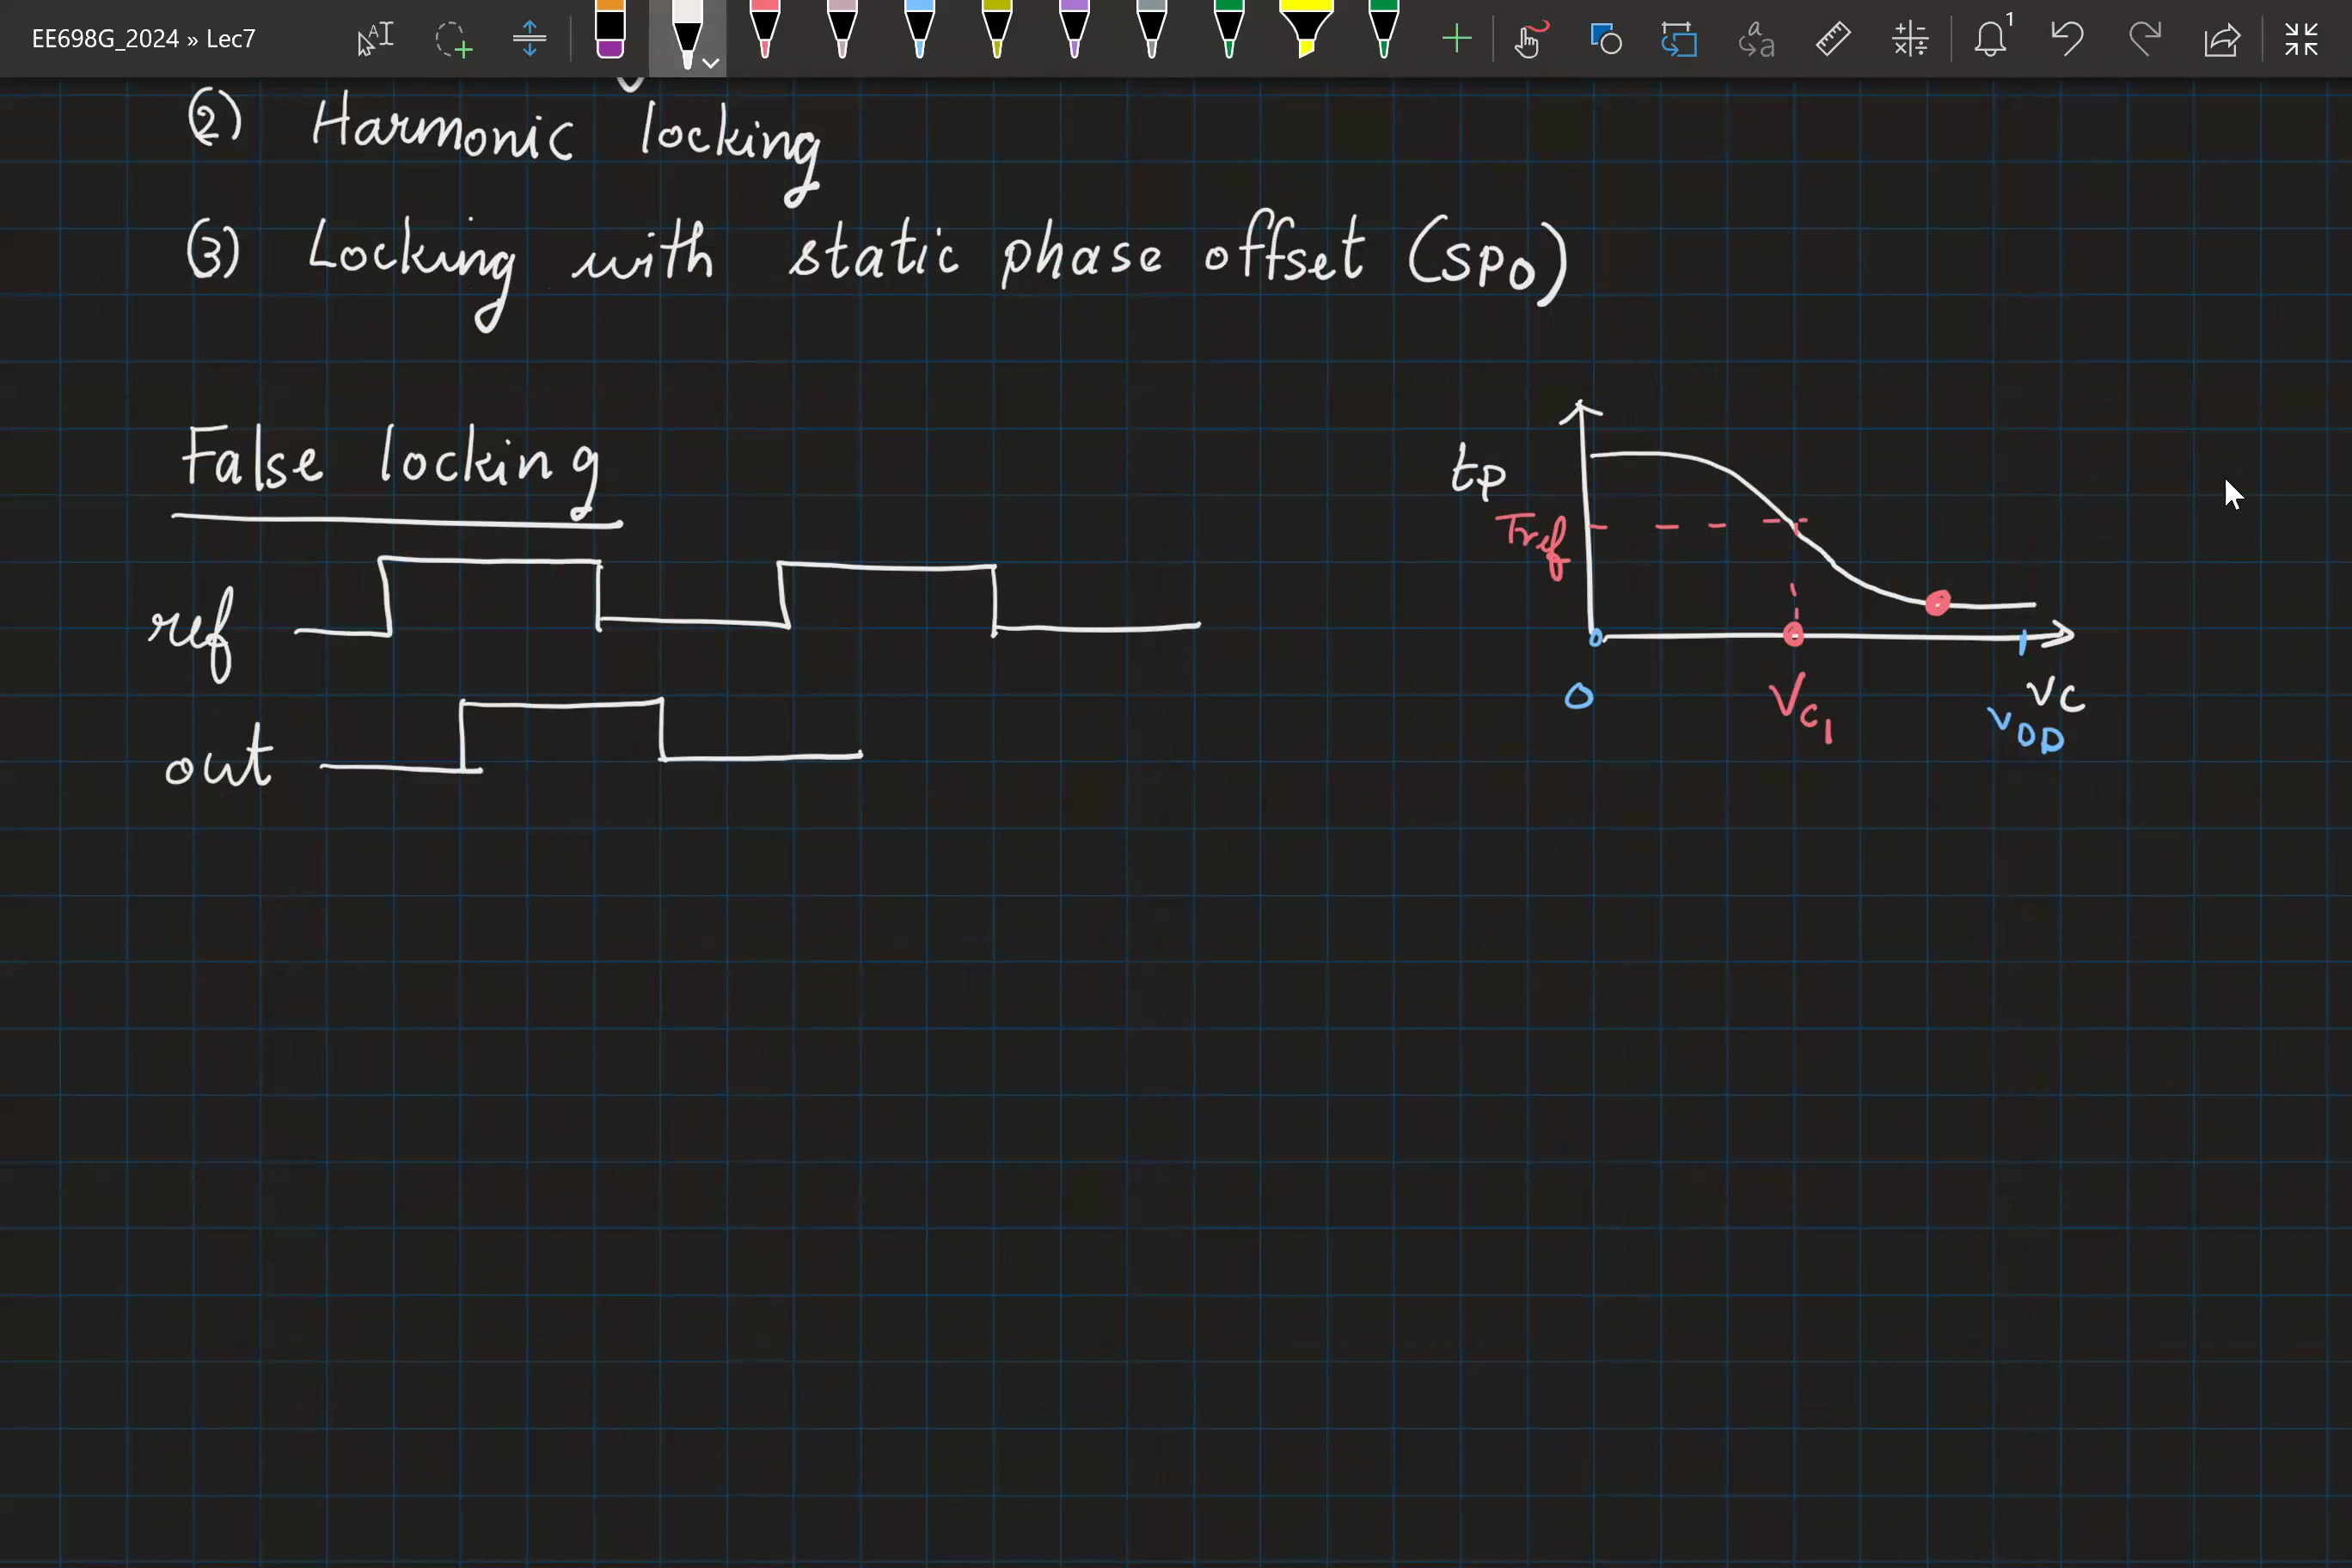 EE698G_2024 » Lec7
(2) Harmonic locking
(3) Locking with static phase offset (SPO)
False locking
tp
Tref
ref
0
Vc1
VC
VDD
out